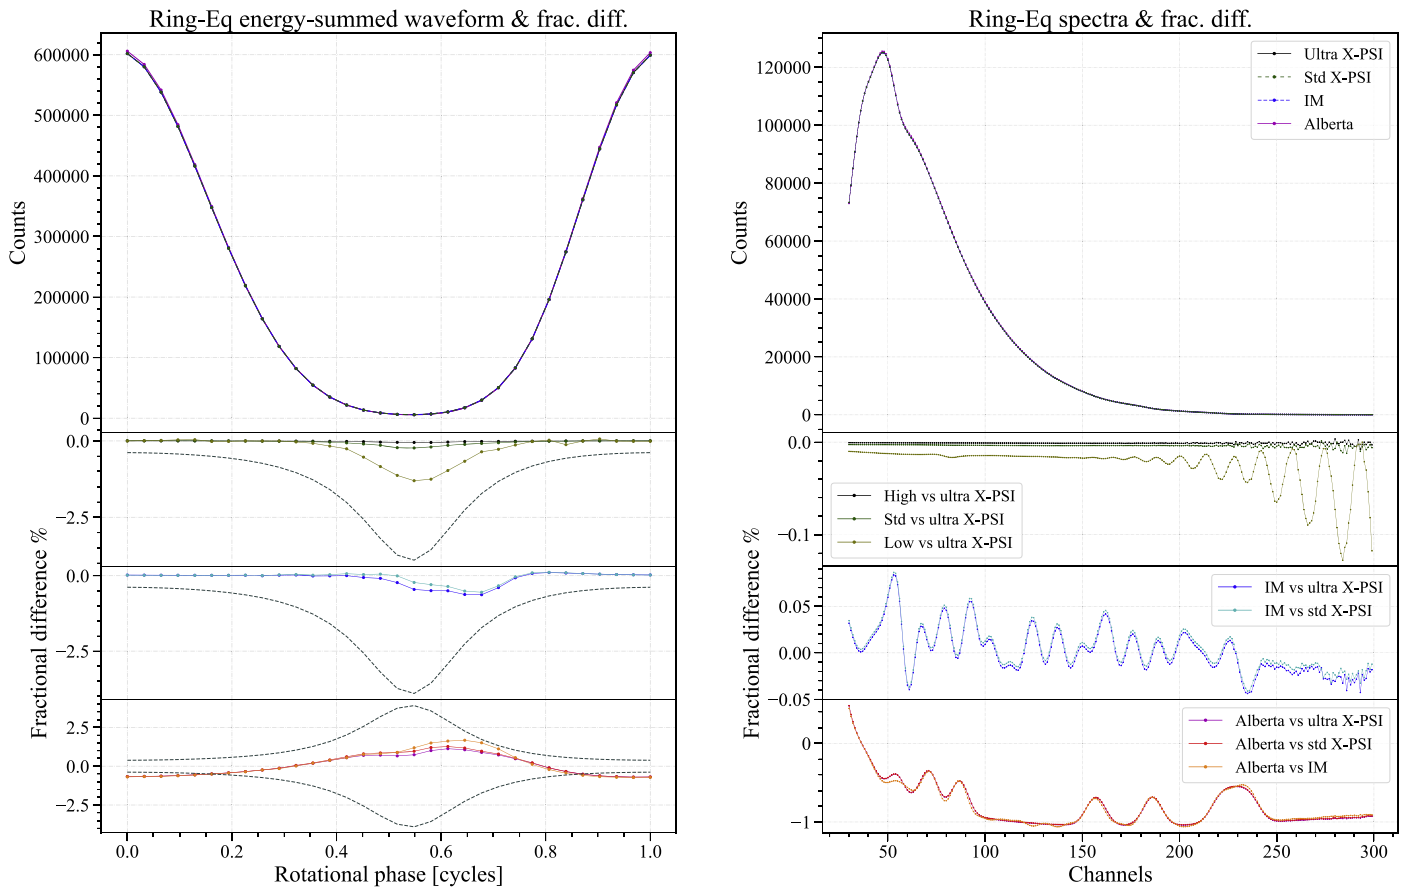 Ring-Eq energy-summed waveform & frac. diff.
Ring-Eq spectra & frac. diff.
600000
500000
400000
300000
200000
100000
0
Counts
0.0
−2.5
0.0
−2.5
2.5
0.0
−2.5
Fractional difference %
0.0
0.2
0.4
0.6
0.8
1.0
Rotational phase [cycles]
120000
100000
80000
60000
40000
20000
0
Counts
Ultra X-PSI
Std X-PSI
IM
Alberta
0.0
−0.1
High vs ultra X-PSI
Std vs ultra X-PSI
Low vs ultra X-PSI
0.05
0.00
−0.05
IM vs ultra X-PSI
IM vs std X-PSI
0
−1
Alberta vs ultra X-PSI
Alberta vs std X-PSI
Alberta vs IM
Fractional difference %
50
100
150
200
250
300
Channels